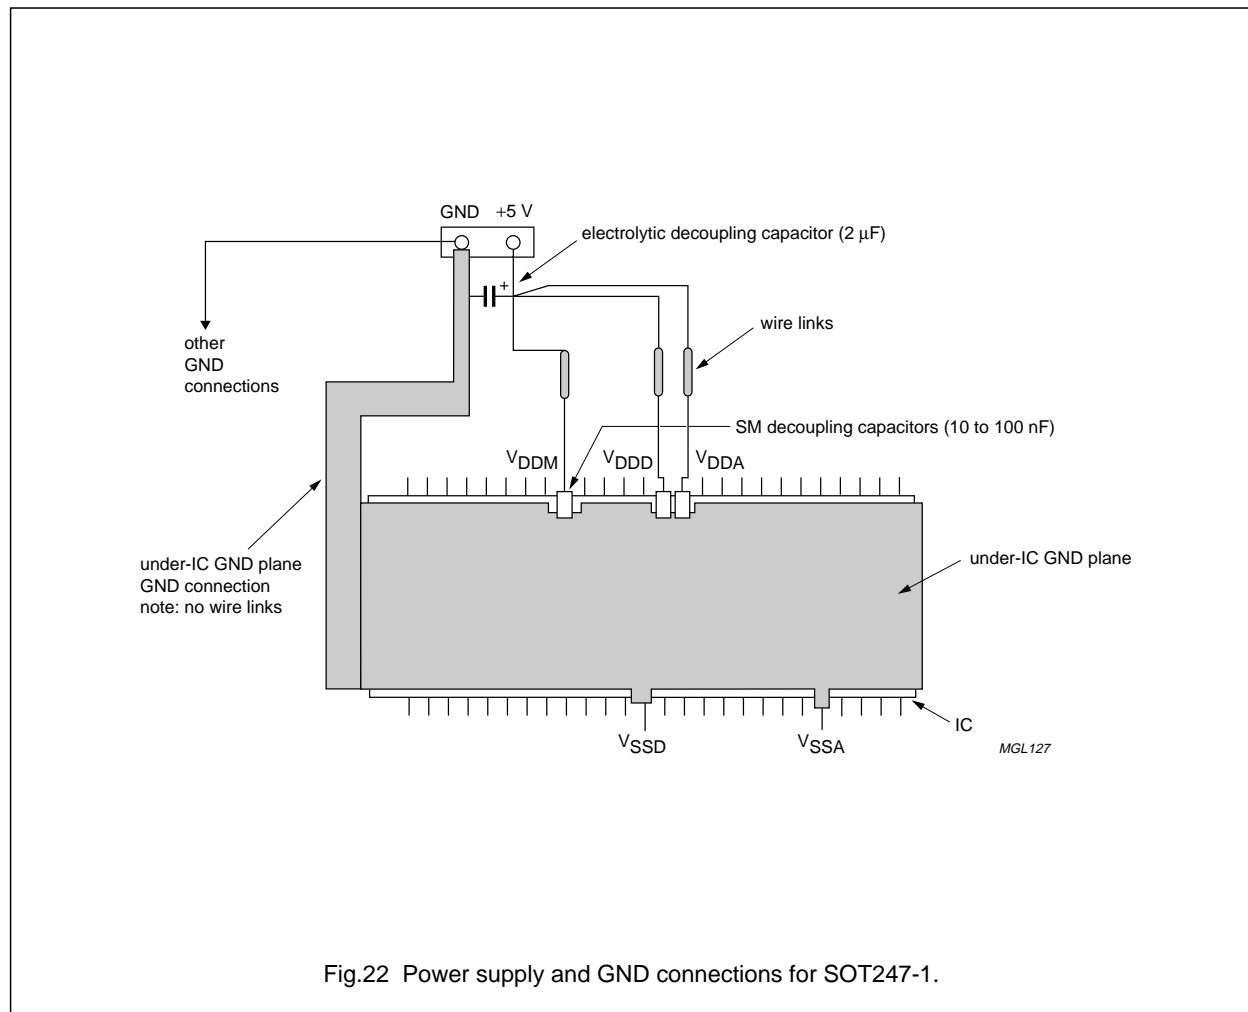 GND +5 V
electrolytic decoupling capacitor (2 μF)
+
wire links
other
GND
connections
SM decoupling capacitors (10 to 100 nF)
VDDM VDDD VDDA
under-IC GND plane
GND connection
note: no wire links
under-IC GND plane
IC
VSSD VSSA
MGL127
Fig.22 Power supply and GND connections for SOT247-1.